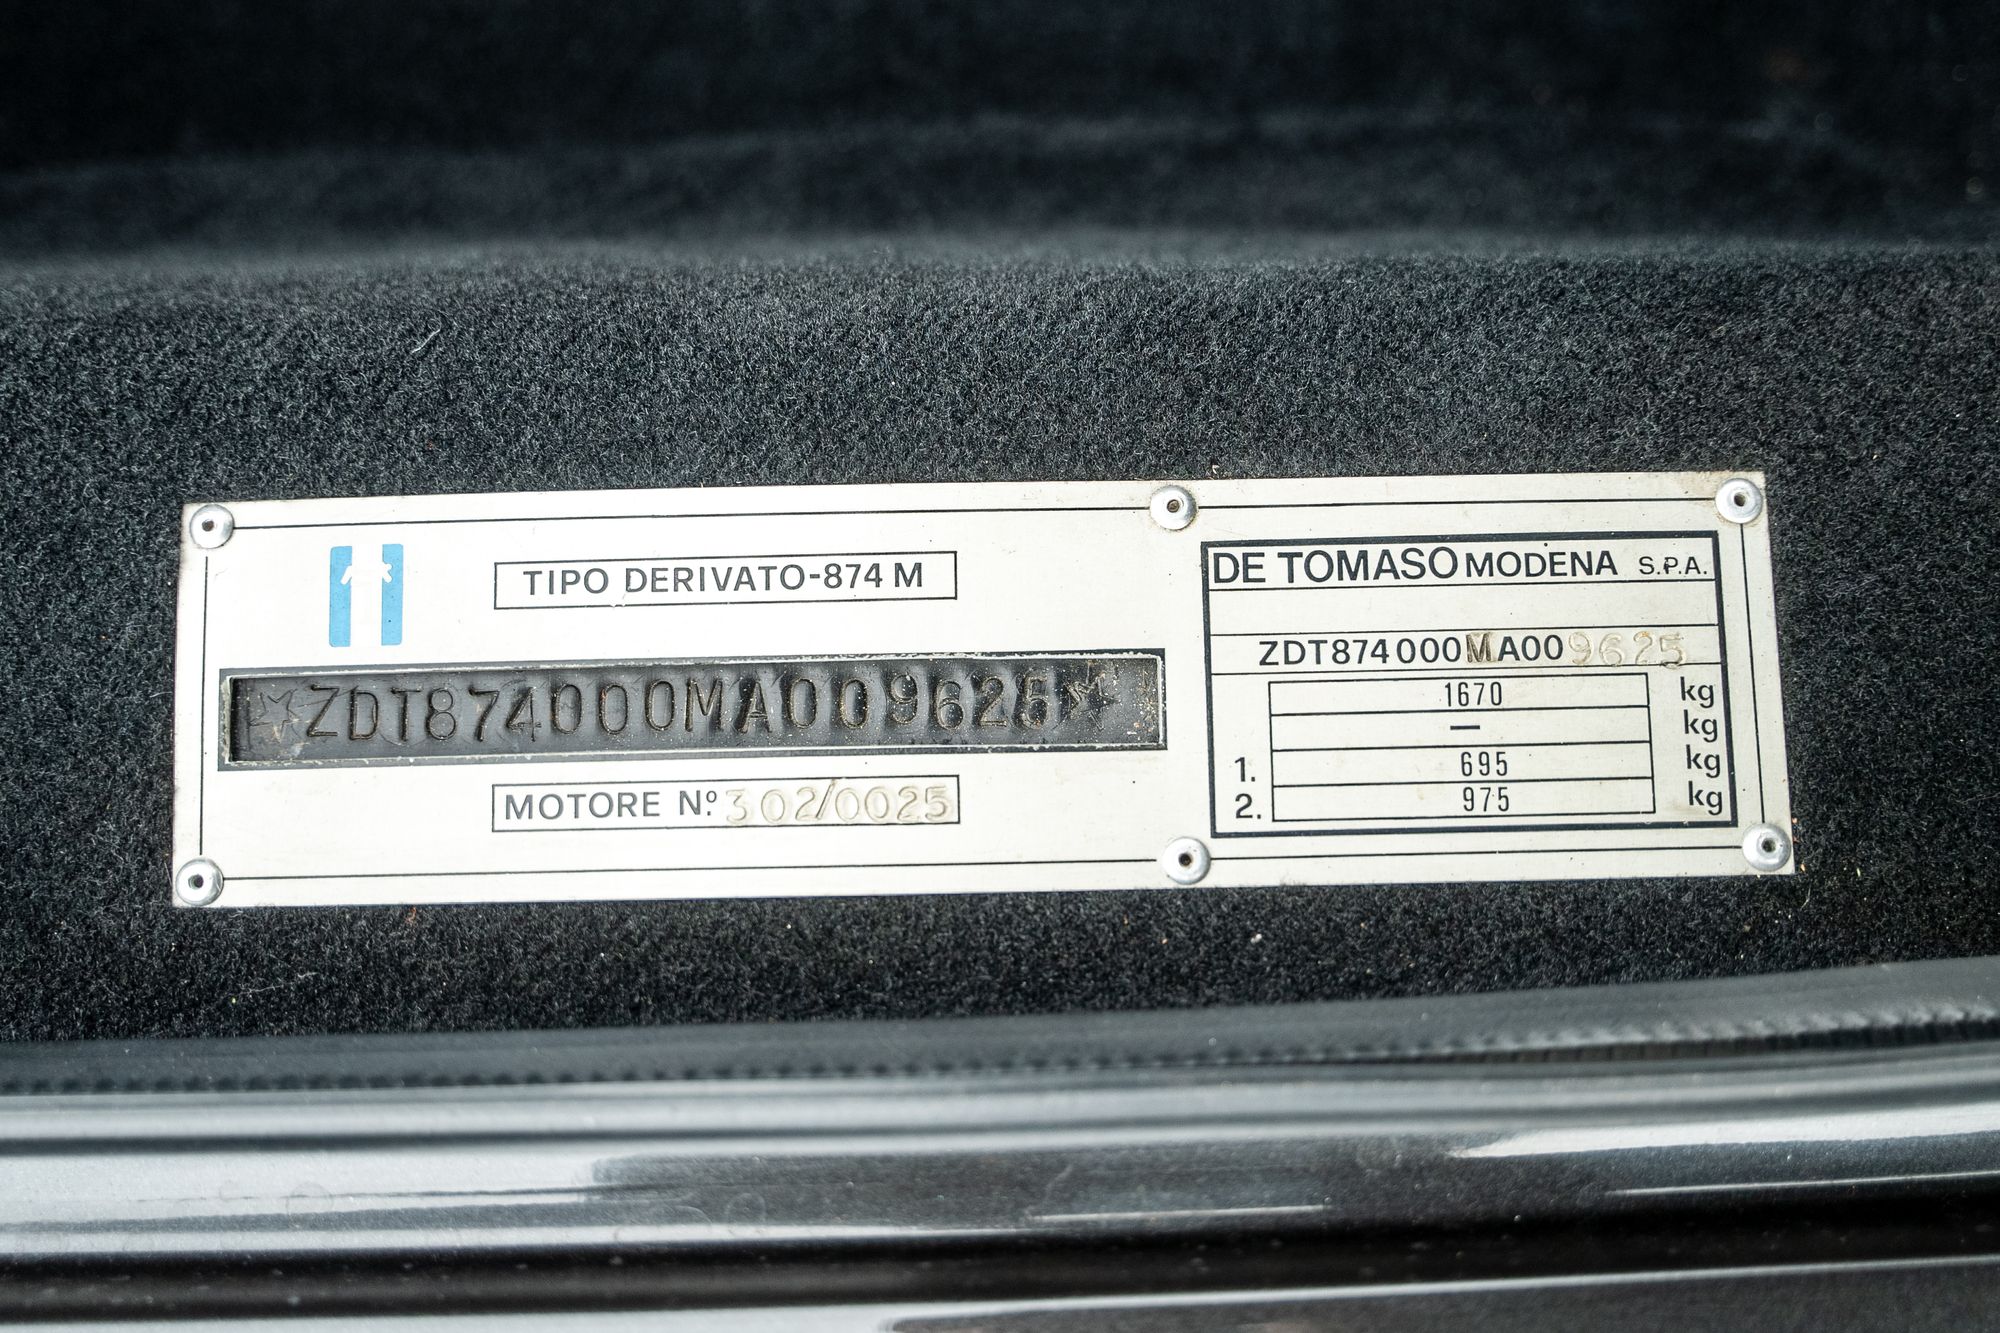 TIPO DERIVATO-874 M
☆ZDT874000MA009625☆
MOTORE Nº 302/0025
DE TOMASO MODENA S.P.A.
ZDT874000MA009625
1670 kg
— kg
1. 695 kg
2. 975 kg